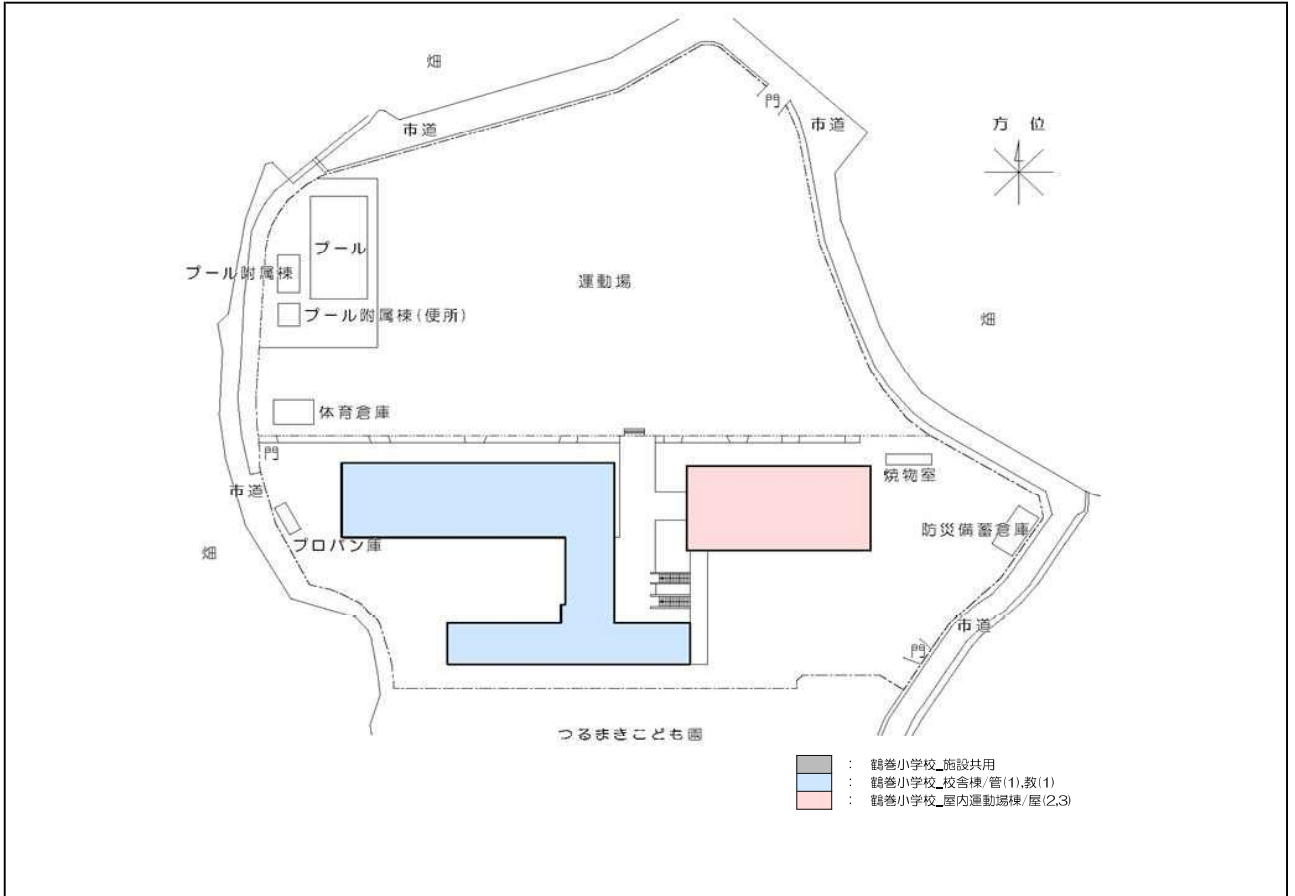 畑
門
市道
市道
方 位
プール
プール附属棟
運動場
プール附属棟(便所)
畑
体育倉庫
門
焼物室
市道
防災備蓄倉庫
プロパン庫
畑
市道
門
つるまきこども園
： 鶴巻小学校_施設共用
： 鶴巻小学校_校舎棟/管(1),教(1)
： 鶴巻小学校_屋内運動場棟/屋(2,3)